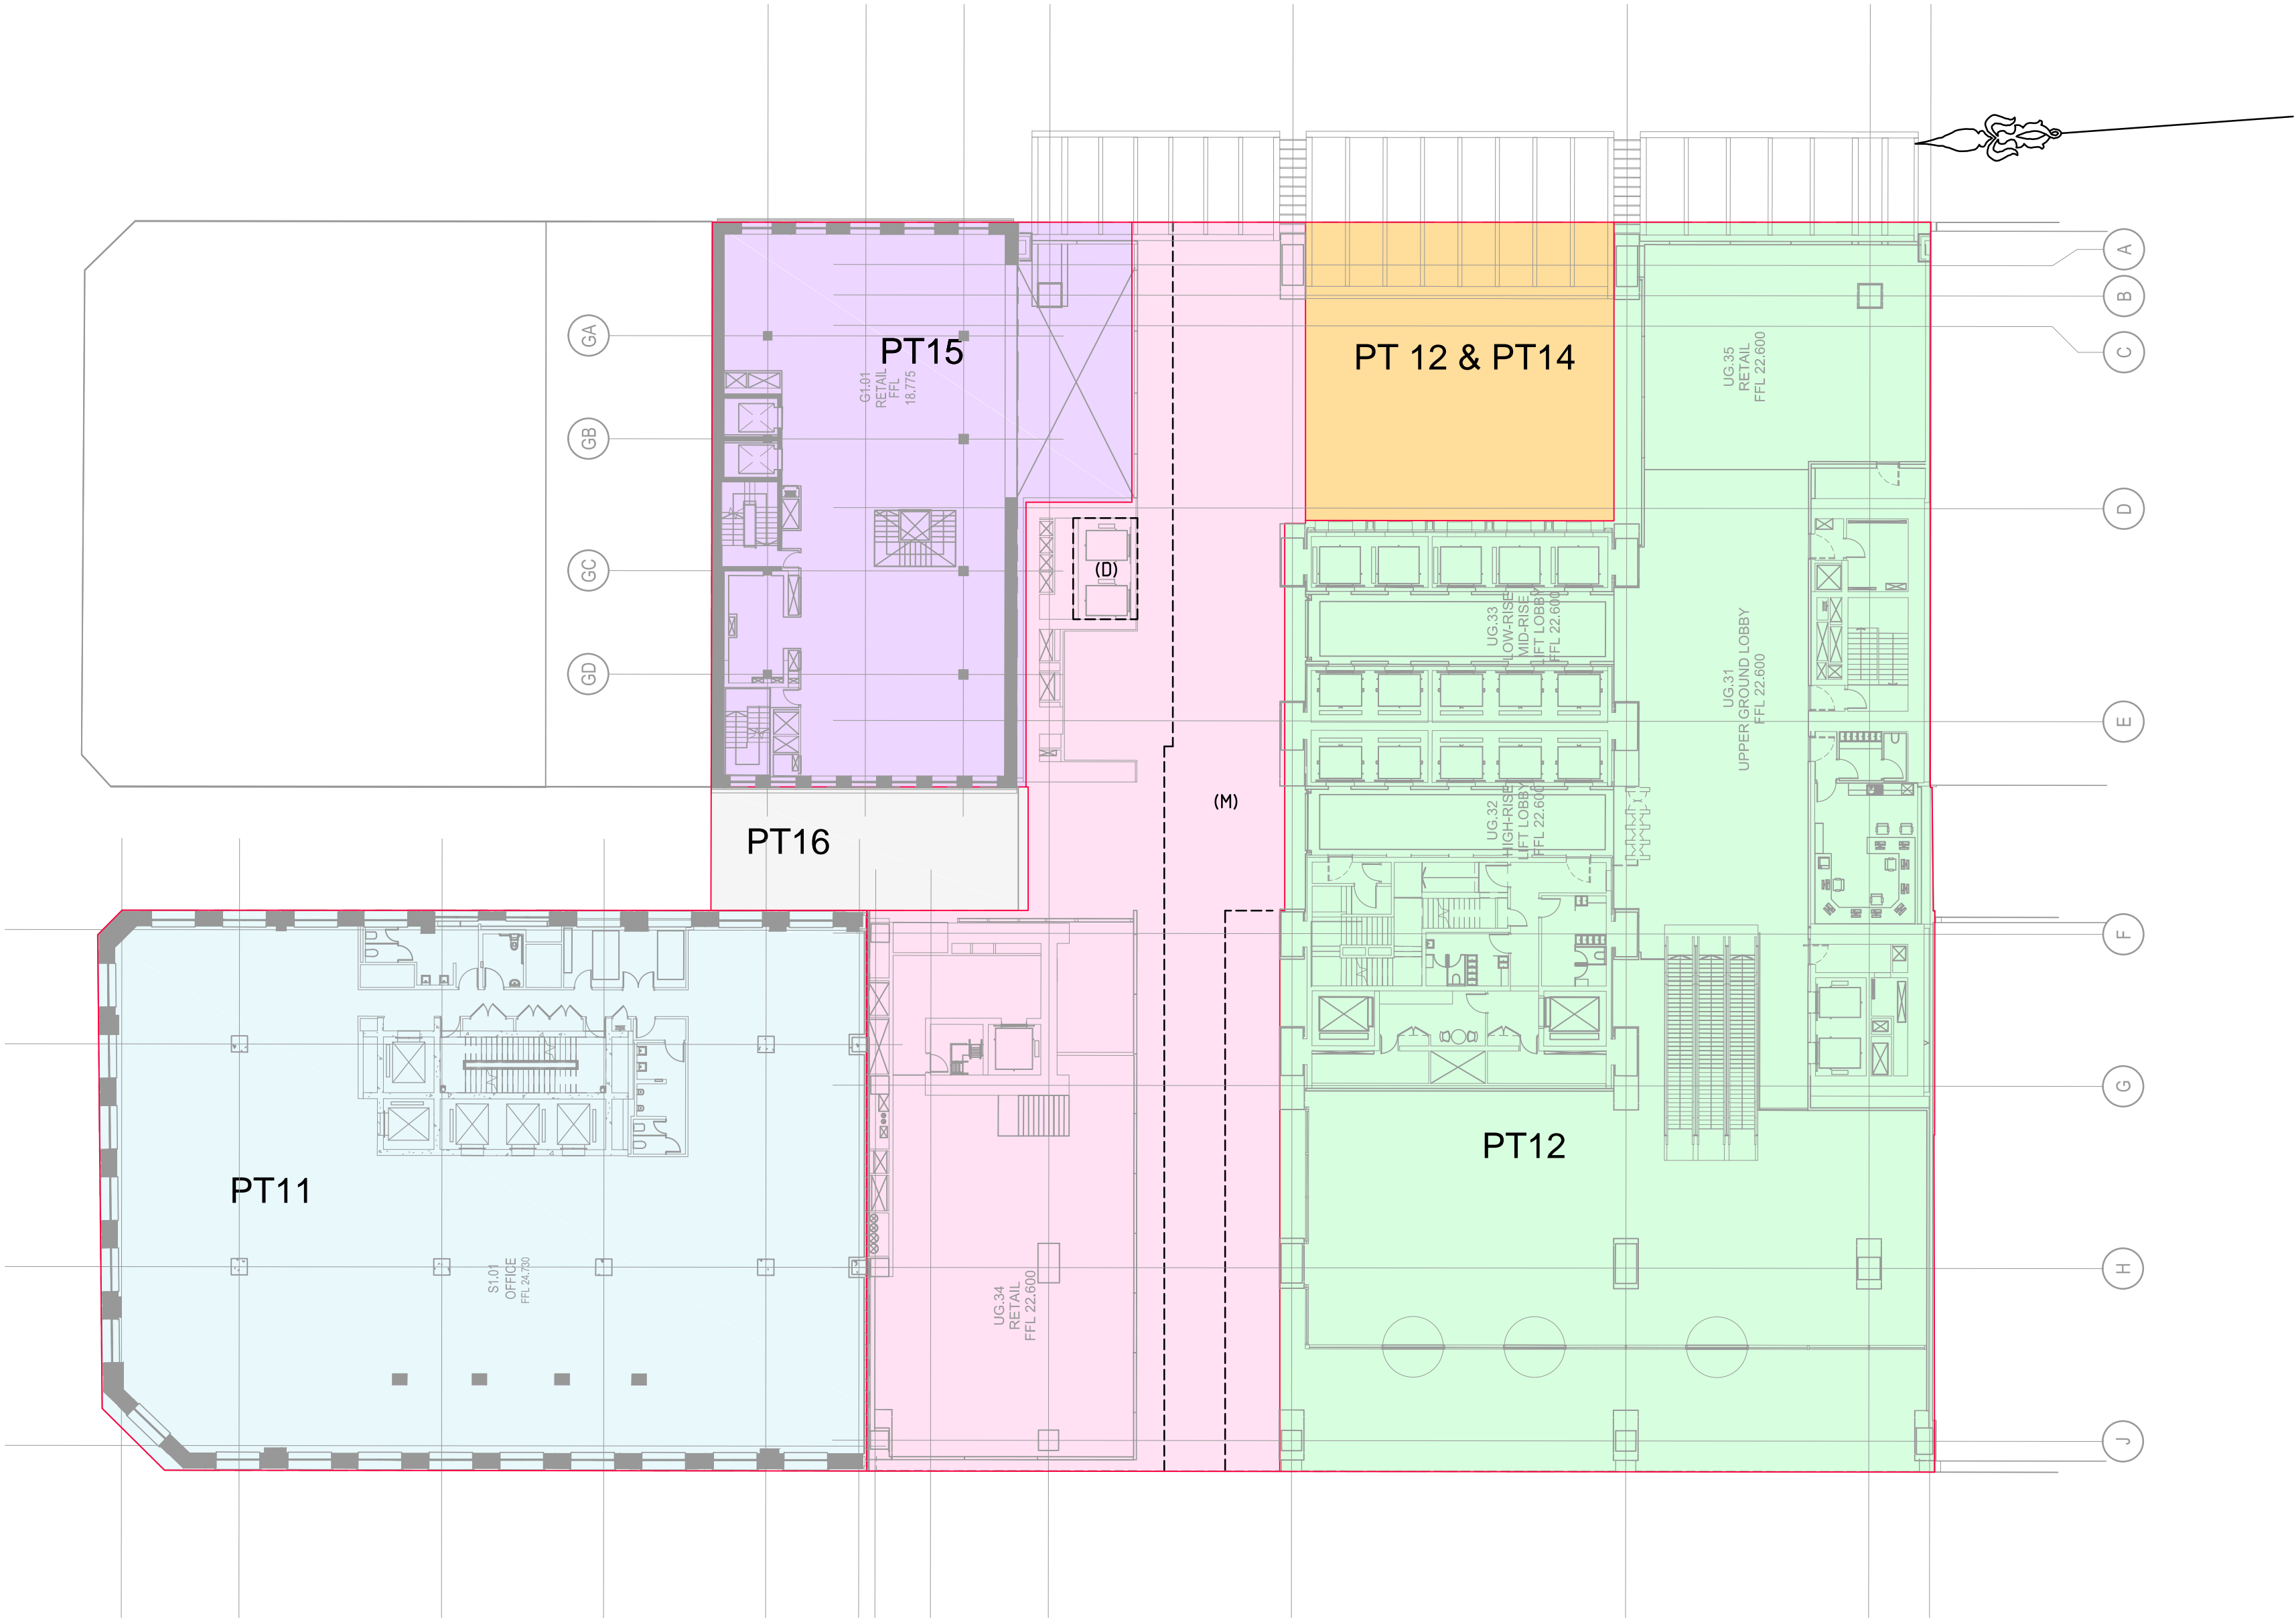 A
B
C
GA
PT15
PT 12 & PT14
UG.35
RETAIL
FFL 22.600
G1.01
RETAIL
FFL
18.775
GB
D
GC
(D)
UG.33
LOW-RISE
MID-RISE
LIFT LOBBY
FFL 22.600
GD
UG.31
UPPER GROUND LOBBY
FFL 22.600
E
(M)
PT16
UG.32
HIGH-RISE
LIFT LOBBY
FFL 22.600
F
G
PT12
PT11
S1.01
OFFICE
FFL 24.730
UG.34
RETAIL
FFL 22.600
H
J